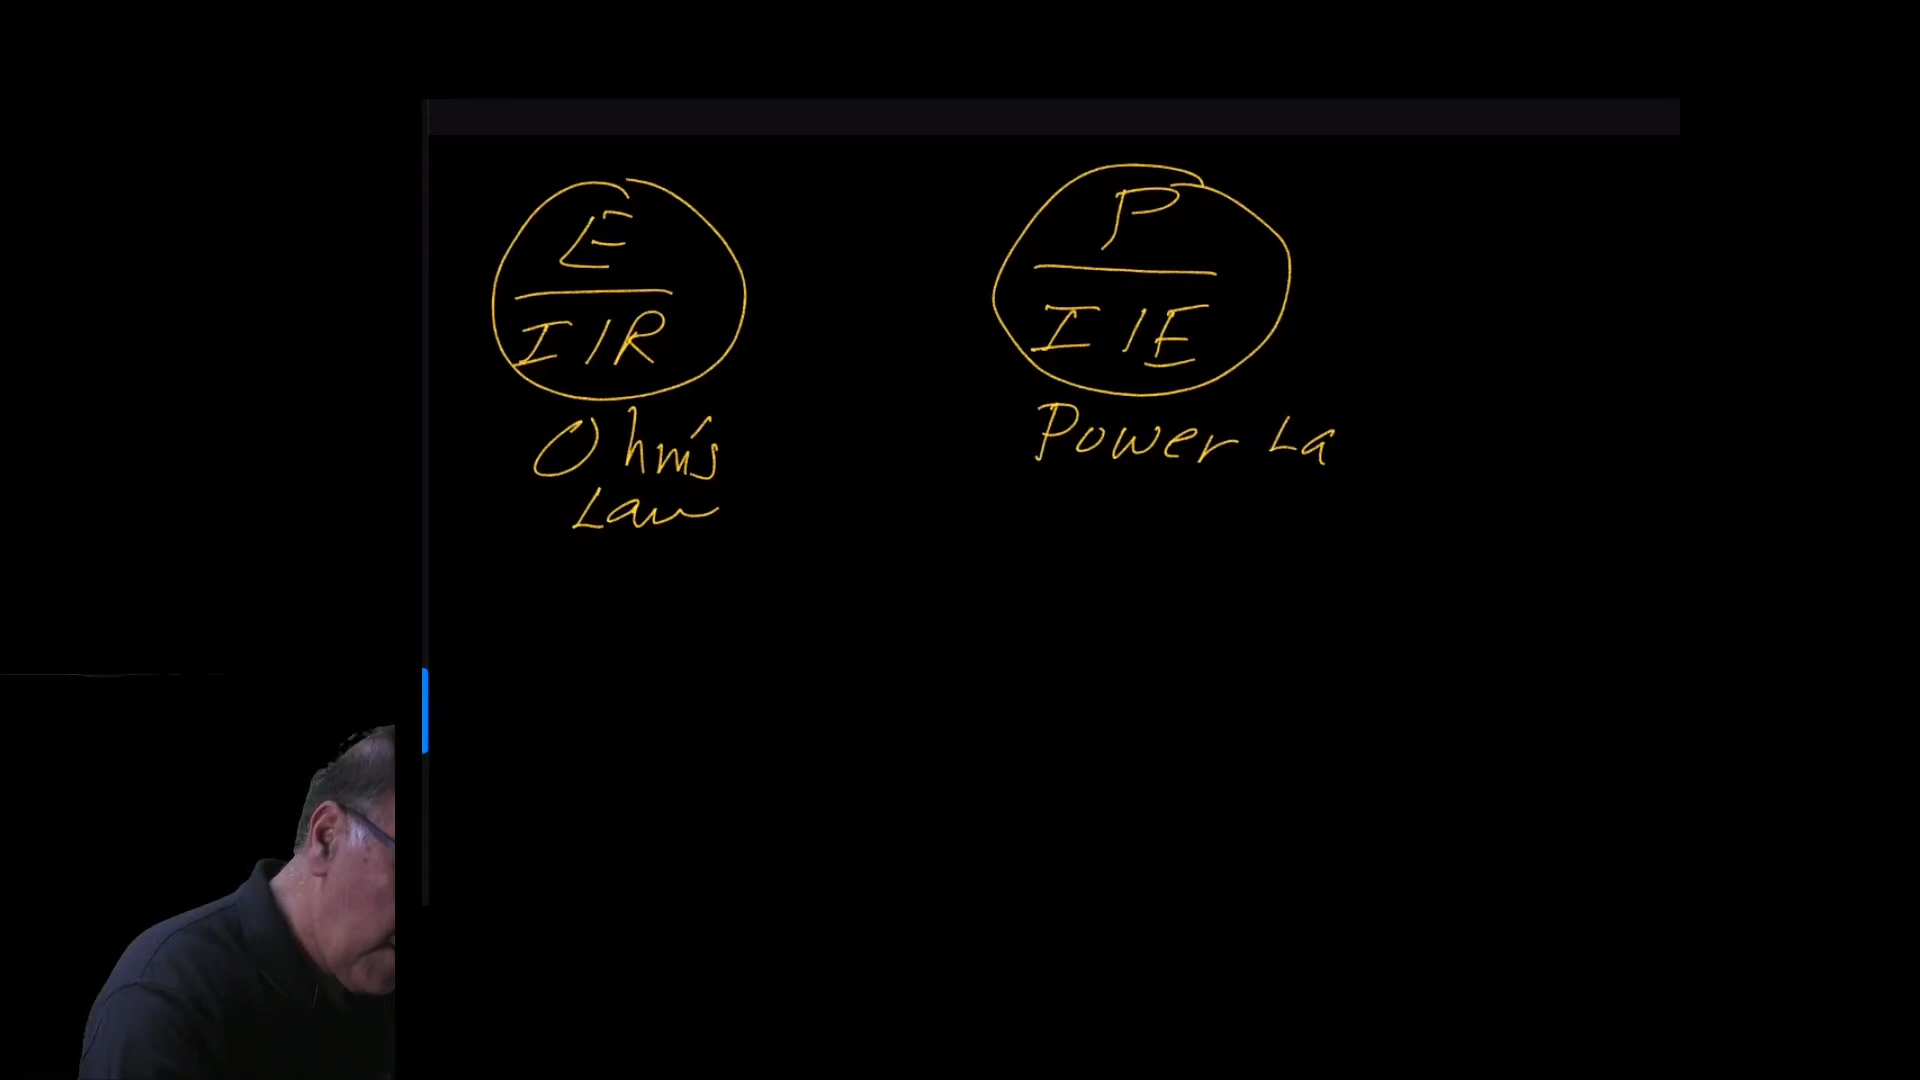 E
I / R
Ohm's
Law
P
I / E
Power La